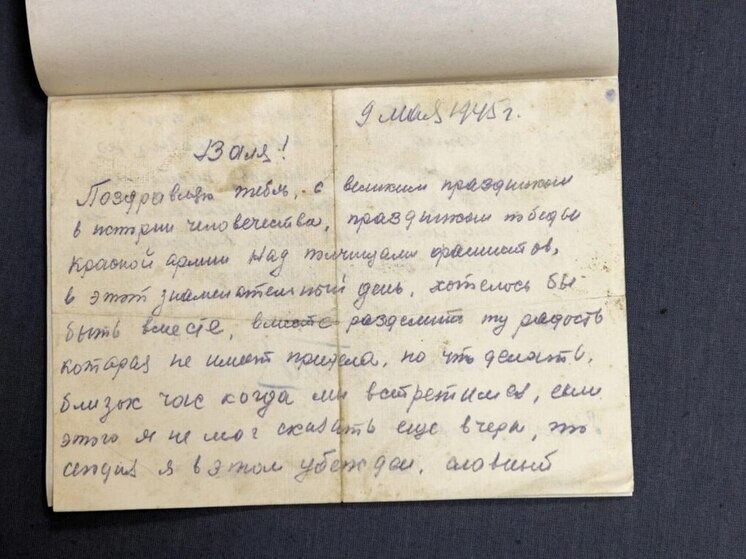 9 мая 1945 г.
Валя!
Поздравляю тебя, с великим праздником
в истории человечества, праздником победы
Красной армии над полчищами фашистов,
в этот знаменательный день, хотелось бы
быть вместе, вместе разделить ту радость
которая не имеет предела, но что делать,
близок час когда мы встретимся, если
этого я не мог сказать еще вчера, то
сегодня я в этом убежден,